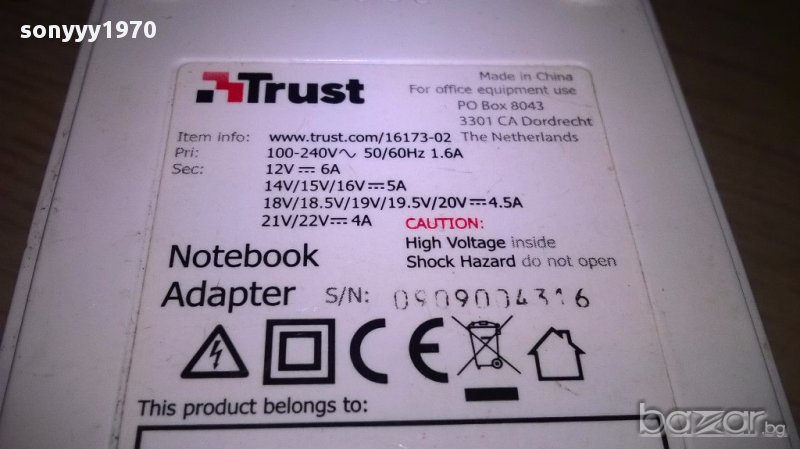 sonyyy1970
Trust
Made in China
For office equipment use
PO Box 8043
3301 CA Dordrecht
The Netherlands
Item info: www.trust.com/16173-02
Pri: 100-240V~ 50/60Hz 1.6A
Sec: 12V⎓6A
14V/15V/16V⎓5A
18V/18.5V/19V/19.5V/20V⎓4.5A
21V/22V⎓4A
CAUTION:
High Voltage inside
Shock Hazard do not open
Notebook
Adapter S/N: 0909004316
CE
This product belongs to:
bazar.bg